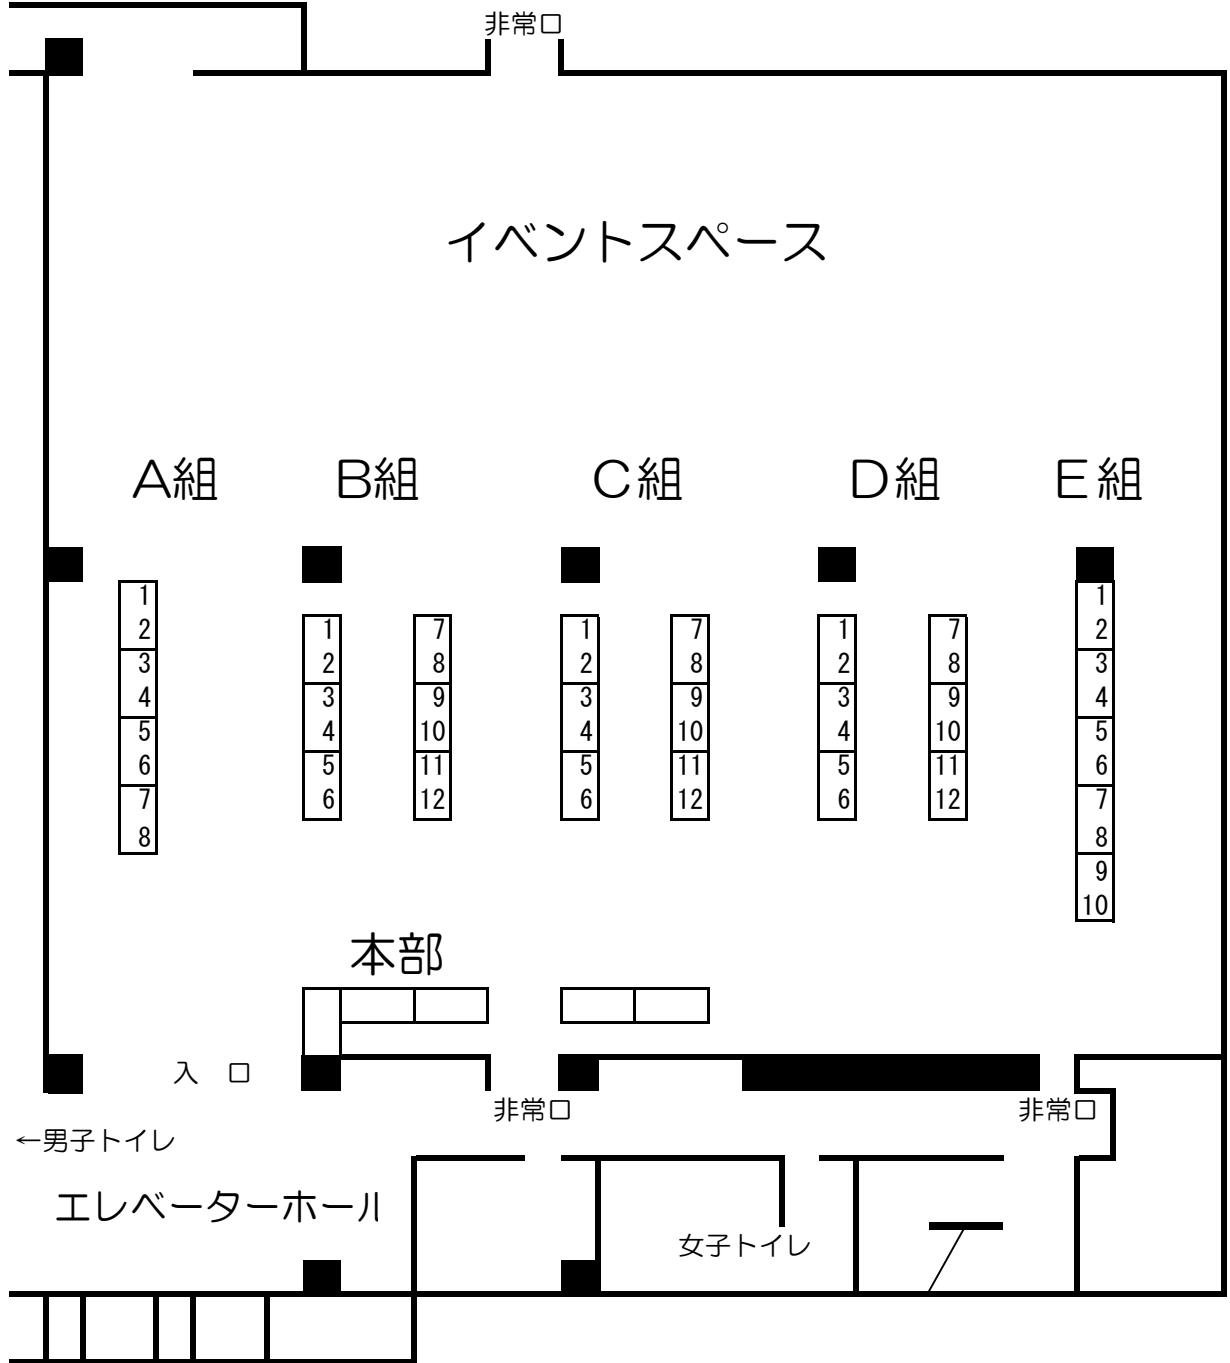 非常口
イベントスペース
A組 B組 C組 D組 E組
1 1
2 1 7 1 7 1 7 2
3 2 8 2 8 2 8 3
4 3 9 3 9 3 9 4
5 4 10 4 10 4 10 5
6 5 11 5 11 5 11 6
7 6 12 6 12 6 12 7
8 8
9
10
本部
入 口
非常口 非常口
←男子トイレ
エレベーターホール
女子トイレ